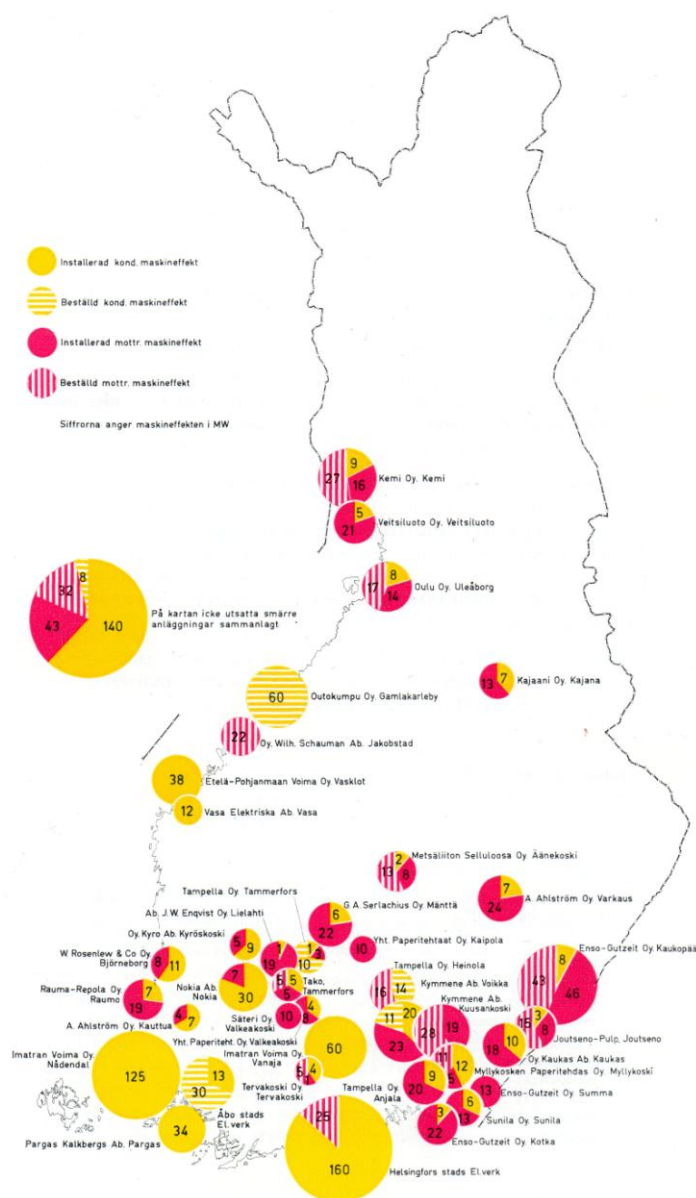 Installerad kond. maskineffekt
Beställd kond. maskineffekt
Installerad mottr. maskineffekt
Beställd mottr. maskineffekt
Siffrorna anger maskineffekten i MW
9
27
16
Kemi Oy. Kemi
5
21
Veitsiluoto Oy. Veitsiluoto
8
17
14
Oulu Oy. Uleåborg
8
32
43
140
På kartan icke utsatta smärre
anläggningar sammanlagt
13
7
Kajaani Oy. Kajana
60
Outokumpu Oy. Gamlakarleby
22
Oy. Wilh. Schauman Ab. Jakobstad
38
Etelä-Pohjanmaan Voima Oy. Vasklot
12
Vasa Elektriska Ab. Vasa
2
13
8
Metsäliiton Selluloosa Oy. Äänekoski
7
24
A. Ahlström Oy. Varkaus
Tampella Oy. Tammerfors
1
3
10
6
22
G.A. Serlachius Oy. Mänttä
Ab. J.W. Enqvist Oy. Lielahti
1
19
Oy. Kyro Ab. Kyröskoski
5
9
10
Yht. Paperitehtaat Oy. Kaipola
W. Rosenlew & Co Oy.
Björneborg
8
11
Nokia Ab.
Nokia
7
30
5
5
5
Tako,
Tammerfors
Tampella Oy. Heinola
16
14
Enso-Gutzeit Oy. Kaukopää
8
43
46
Kymmene Ab. Voikka
11
20
23
Kymmene Ab.
Kuusankoski
28
19
Rauma-Repola Oy.
Raumo
7
19
4
7
A. Ahlström Oy. Kauttua
Säteri Oy.
Valkeakoski
10
4
8
Yht. Paperiteht. Oy. Valkeakoski
3
15
8
Joutseno-Pulp, Joutseno
10
18
Oy. Kaukas Ab. Kaukas
Imatran Voima Oy.
Nådendal
125
Imatran Voima Oy.
Vanaja
60
11
12
5
Myllykosken Paperitehdas Oy. Myllykoski
Tervakoski Oy.
Tervakoski
5
4
1
Tampella Oy.
Anjala
9
20
13
Enso-Gutzeit Oy. Summa
13
30
Åbo stads
El.verk
6
13
Sunila Oy. Sunila
3
22
Enso-Gutzeit Oy. Kotka
34
Pargas Kalkbergs Ab. Pargas
25
160
Helsingfors stads El.verk